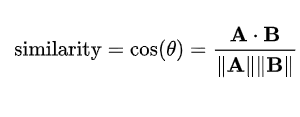 similarity = cos(θ) = A · B / ‖A‖‖B‖